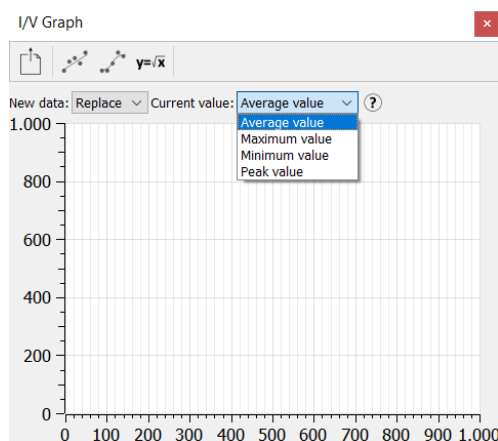 I/V Graph
y=√x
New data: Replace Current value: Average value ?
Average value
Maximum value
Minimum value
Peak value
1.000
800
600
400
200
0
0 100 200 300 400 500 600 700 800 900 1.000